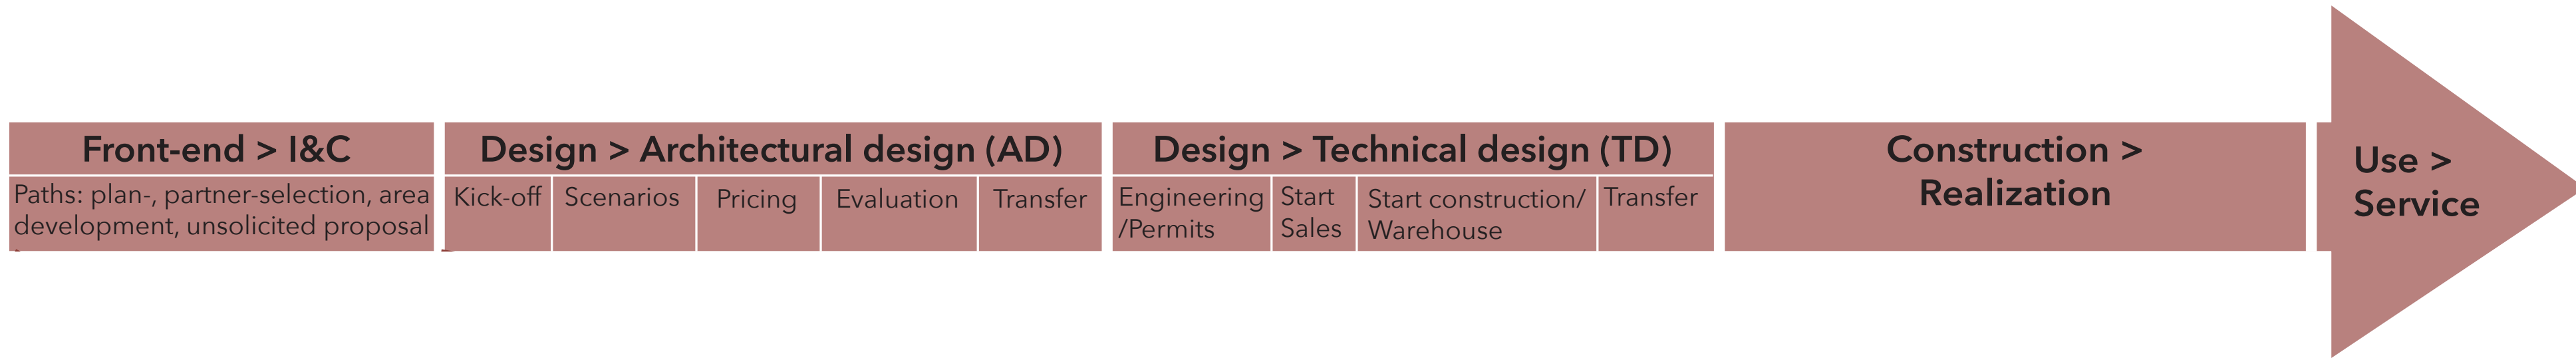 Front-end > I&C
Paths: plan-, partner-selection, area
development, unsolicited proposal
Design > Architectural design (AD)
Kick-off
Scenarios
Pricing
Evaluation
Transfer
Design > Technical design (TD)
Engineering
/Permits
Start
Sales
Start construction/
Warehouse
Transfer
Construction >
Realization
Use >
Service